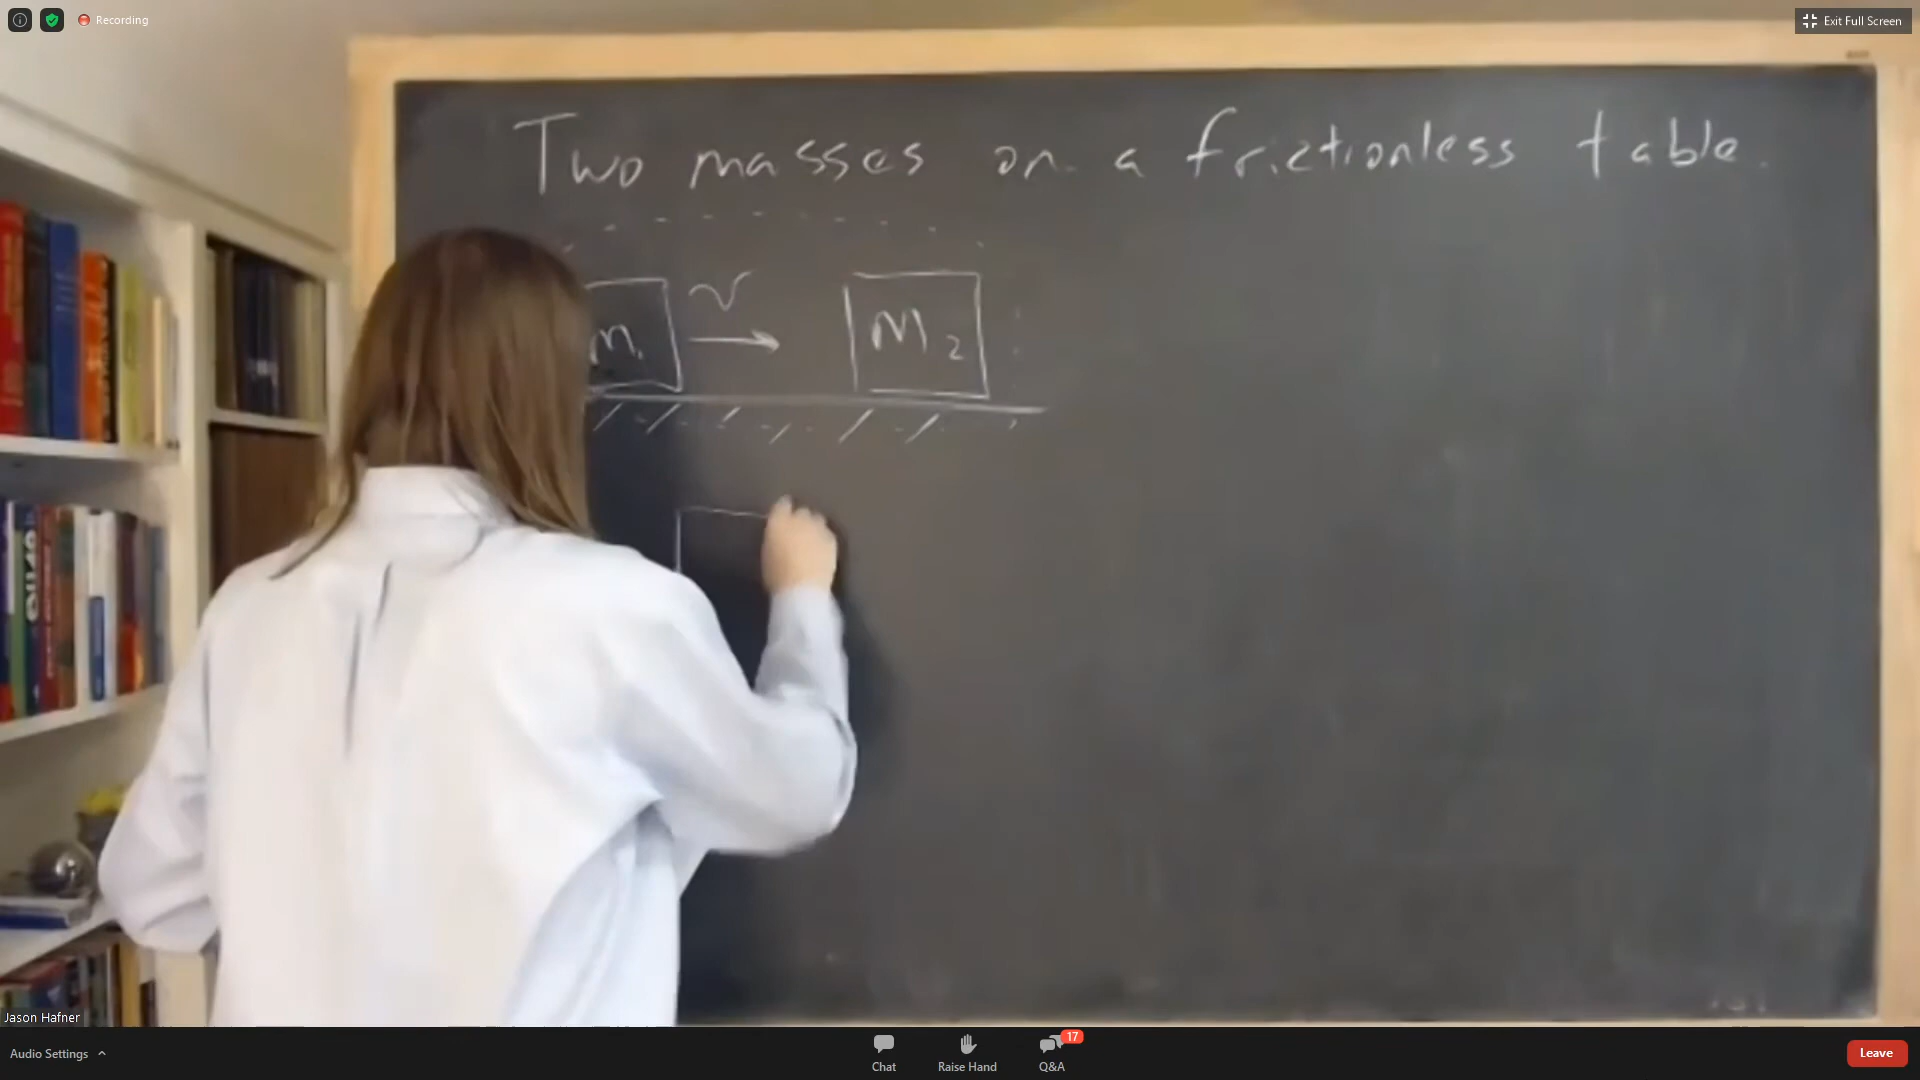 Recording
Exit Full Screen
Two masses on a frictionless table.
m1 v M2
Jason Hafner
Audio Settings
Chat
Raise Hand
17
Q&A
Leave